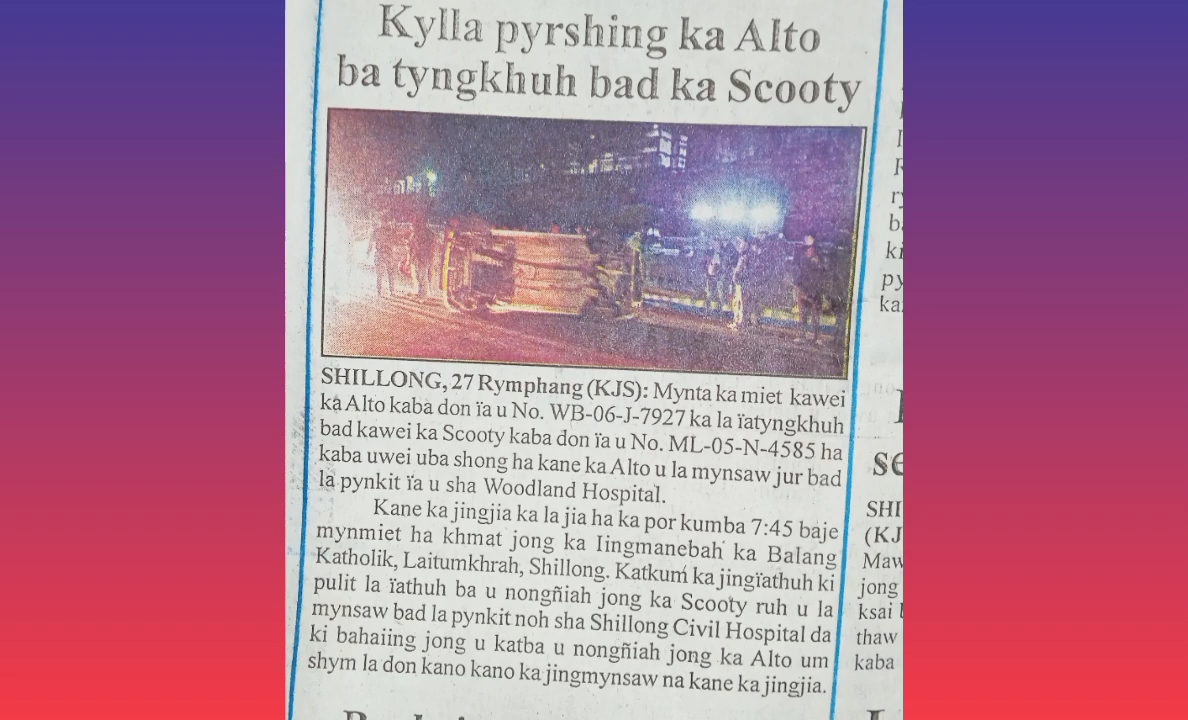 Kylla pyrshing ka Alto
ba tyngkhuh bad ka Scooty
SHILLONG, 27 Rymphang (KJS): Mynta ka miet kawei
ka Alto kaba don ïa u No. WB-06-J-7927 ka la ïatyngkhuh
bad kawei ka Scooty kaba don ïa u No. ML-05-N-4585 ha
kaba uwei uba shong ha kane ka Alto u la mynsaw jur bad
la pynkit ïa u sha Woodland Hospital.
Kane ka jingjia ka la jia ha ka por kumba 7:45 baje
mynmiet ha khmat jong ka Iingmanebah ka Balang
Katholik, Laitumkhrah, Shillong. Katkum ka jingïathuh ki
pulit la ïathuh ba u nongñiah jong ka Scooty ruh u la
mynsaw bad la pynkit noh sha Shillong Civil Hospital da
ki bahaiing jong u katba u nongñiah jong ka Alto um
shym la don kano kano ka jingmynsaw na kane ka jingjia.
ki
py
se
SHI
(KJ
Maw
jong
ksai
thaw
kaba